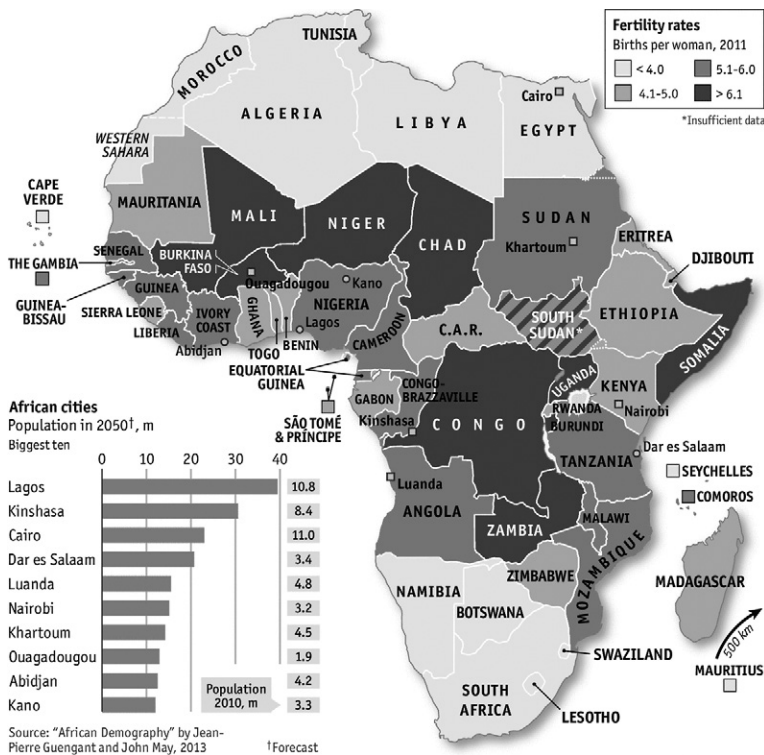 Fertility rates
Births per woman, 2011
< 4.0
5.1-6.0
4.1-5.0
> 6.1
*Insufficient data
TUNISIA
MOROCCO
ALGERIA
LIBYA
Cairo
EGYPT
WESTERN
SAHARA
CAPE
VERDE
MAURITANIA
MALI
NIGER
CHAD
SUDAN
Khartoum
ERITREA
DJIBOUTI
SENEGAL
THE GAMBIA
GUINEA-
BISSAU
GUINEA
SIERRA LEONE
LIBERIA
BURKINA
FASO
Ouagadougou
IVORY
COAST
Abidjan
GHANA
TOGO
BENIN
Kano
NIGERIA
Lagos
CAMEROON
EQUATORIAL
GUINEA
C.A.R.
SOUTH
SUDAN*
ETHIOPIA
SOMALIA
UGANDA
KENYA
Nairobi
GABON
CONGO-
BRAZZAVILLE
Kinshasa
SÃO TOMÉ
& PRÍNCIPE
CONGO
RWANDA
BURUNDI
Dar es Salaam
TANZANIA
SEYCHELLES
COMOROS
Luanda
ANGOLA
ZAMBIA
MALAWI
MOZAMBIQUE
ZIMBABWE
MADAGASCAR
NAMIBIA
BOTSWANA
500 km
MAURITIUS
SWAZILAND
SOUTH
AFRICA
LESOTHO
African cities
Population in 2050†, m
Biggest ten
0 10 20 30 40
Lagos 10.8
Kinshasa 8.4
Cairo 11.0
Dar es Salaam 3.4
Luanda 4.8
Nairobi 3.2
Khartoum 4.5
Ouagadougou 1.9
Abidjan 4.2
Kano 3.3
Population
2010, m
Source: "African Demography" by Jean-
Pierre Guengant and John May, 2013
†Forecast